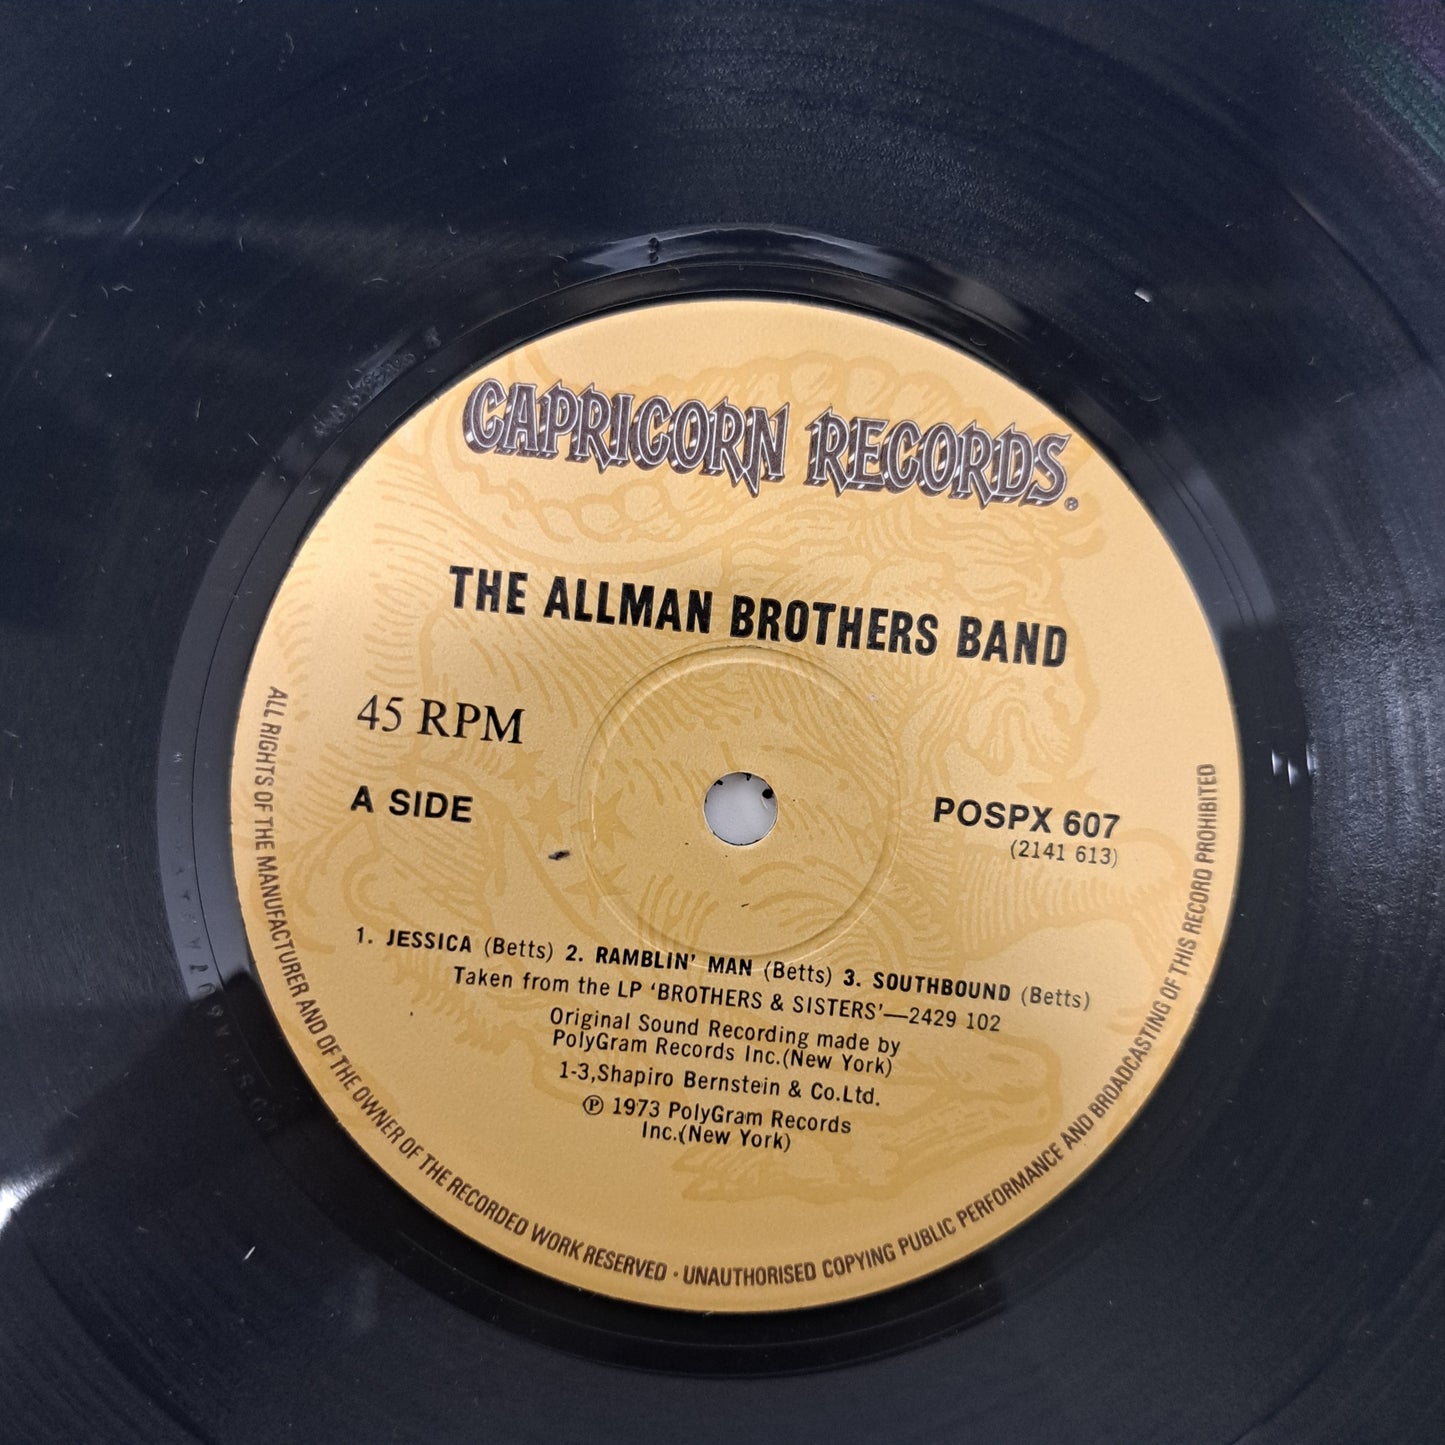 CAPRICORN RECORDS®
THE ALLMAN BROTHERS BAND
45 RPM
A SIDE
POSPX 607
(2141 613)
1. JESSICA (Betts) 2. RAMBLIN' MAN (Betts) 3. SOUTHBOUND (Betts)
Taken from the LP 'BROTHERS & SISTERS'—2429 102
Original Sound Recording made by
PolyGram Records Inc.(New York)
1-3,Shapiro Bernstein & Co.Ltd.
℗ 1973 PolyGram Records
Inc.(New York)
ALL RIGHTS OF THE MANUFACTURER AND OF THE OWNER OF THE RECORDED WORK RESERVED · UNAUTHORISED COPYING PUBLIC PERFORMANCE AND BROADCASTING OF THIS RECORD PROHIBITED